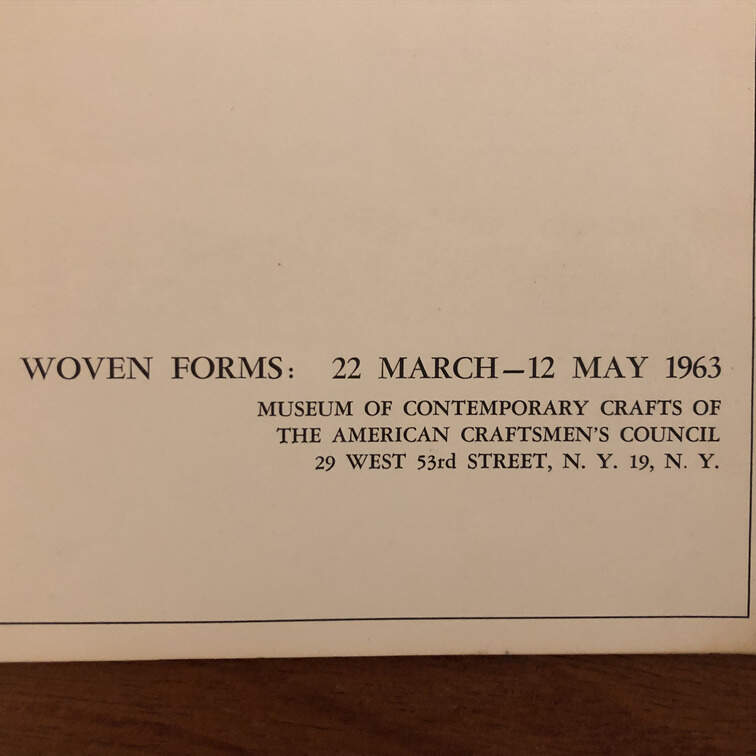 WOVEN FORMS: 22 MARCH–12 MAY 1963
MUSEUM OF CONTEMPORARY CRAFTS OF
THE AMERICAN CRAFTSMEN'S COUNCIL
29 WEST 53rd STREET, N. Y. 19, N. Y.